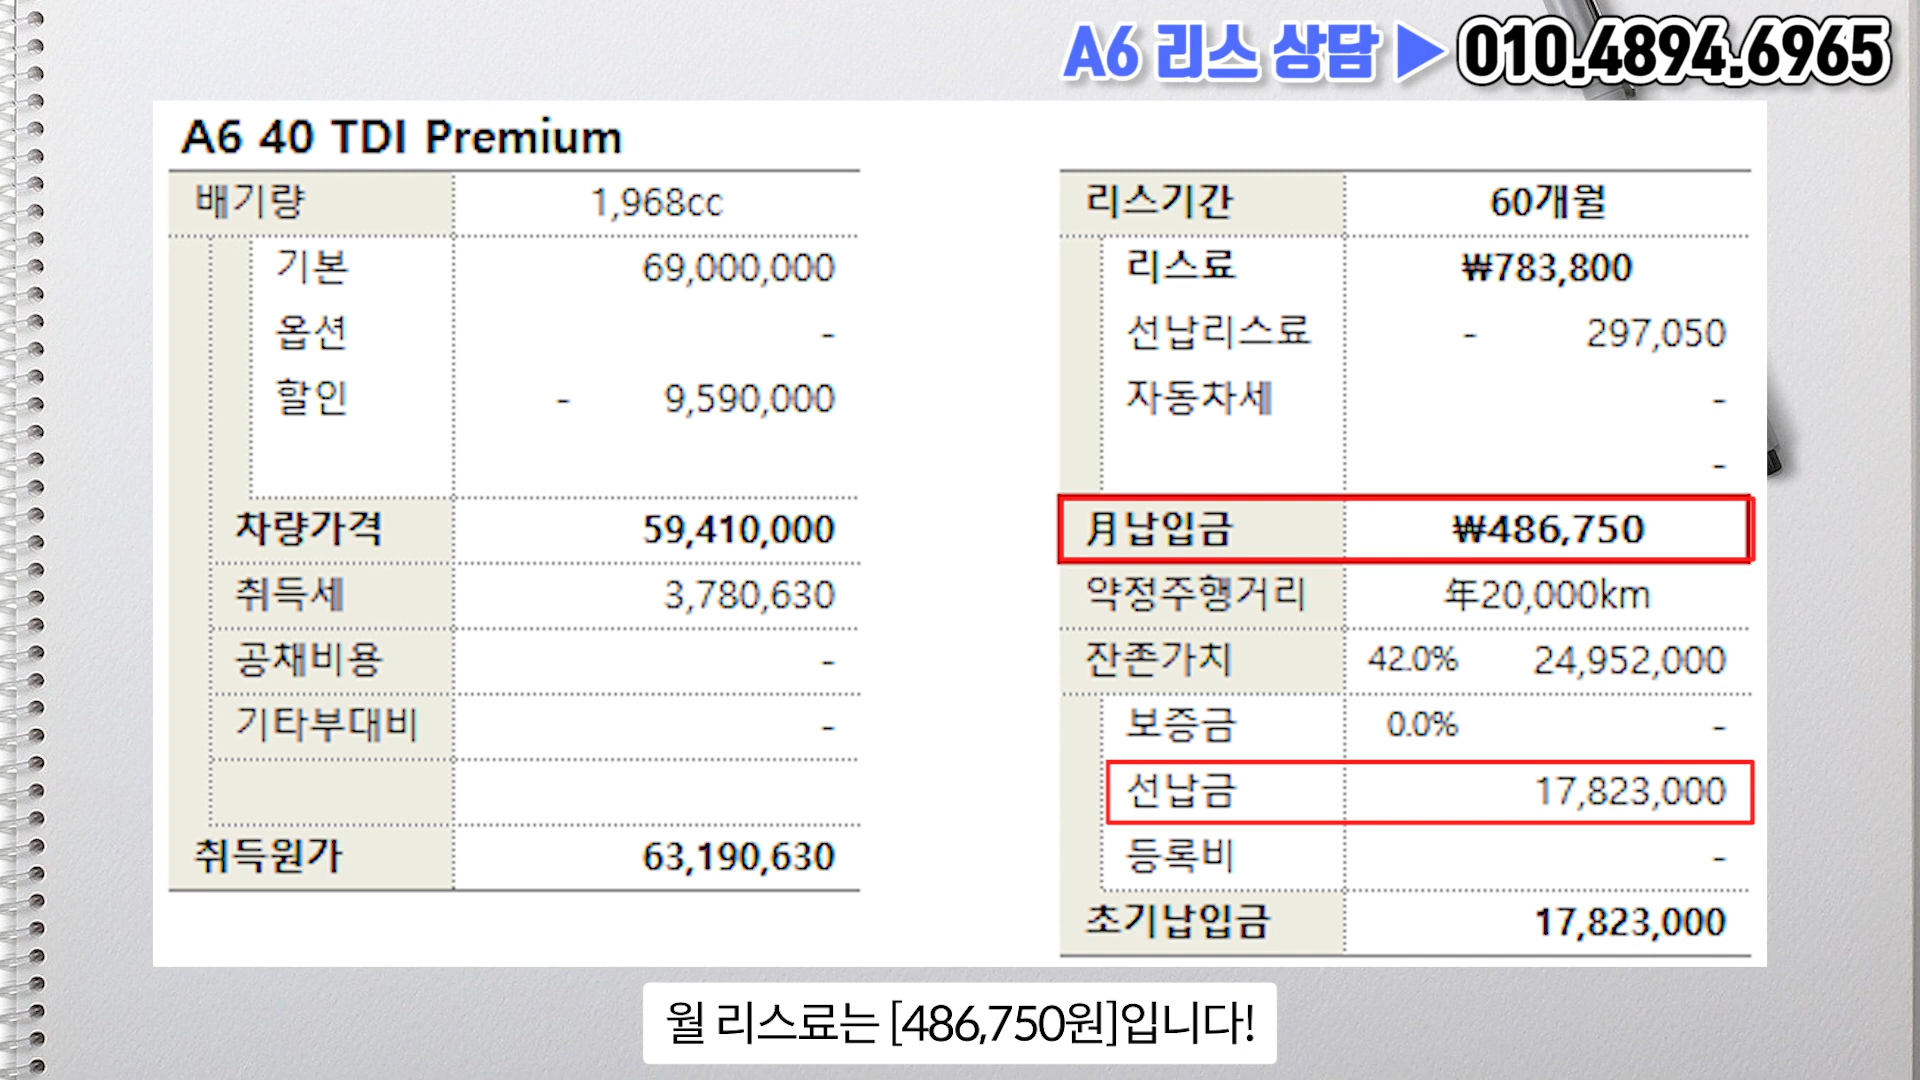 A6 리스 상담 ▶ 010.4894.6965
A6 40 TDI Premium
배기량 1,968cc
기본 69,000,000
옵션 -
할인 - 9,590,000
차량가격 59,410,000
취득세 3,780,630
공채비용 -
기타부대비 -
취득원가 63,190,630
리스기간 60개월
리스료 ₩783,800
선납리스료 - 297,050
자동차세 -
-
月납입금 ₩486,750
약정주행거리 年20,000km
잔존가치 42.0% 24,952,000
보증금 0.0% -
선납금 17,823,000
등록비 -
초기납입금 17,823,000
월 리스료는 [486,750원]입니다!